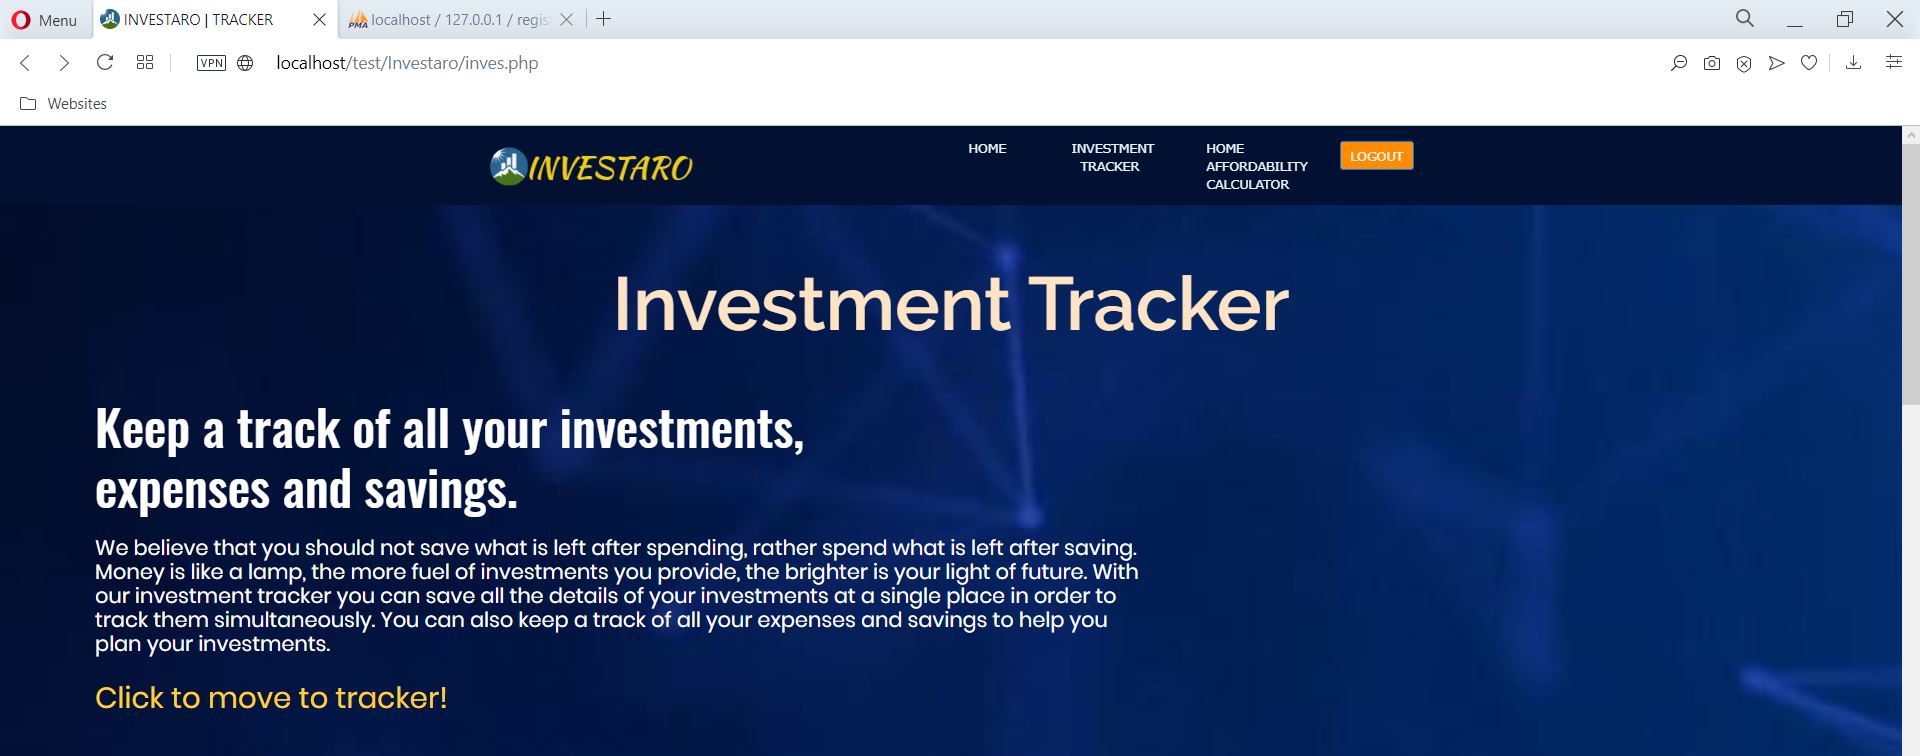 Menu
INVESTARO | TRACKER
localhost / 127.0.0.1 / regis
VPN
localhost/test/Investaro/inves.php
Websites
INVESTARO
HOME
INVESTMENT
TRACKER
HOME
AFFORDABILITY
CALCULATOR
LOGOUT
Investment Tracker
Keep a track of all your investments,
expenses and savings.
We believe that you should not save what is left after spending, rather spend what is left after saving.
Money is like a lamp, the more fuel of investments you provide, the brighter is your light of future. With
our investment tracker you can save all the details of your investments at a single place in order to
track them simultaneously. You can also keep a track of all your expenses and savings to help you
plan your investments.
Click to move to tracker!